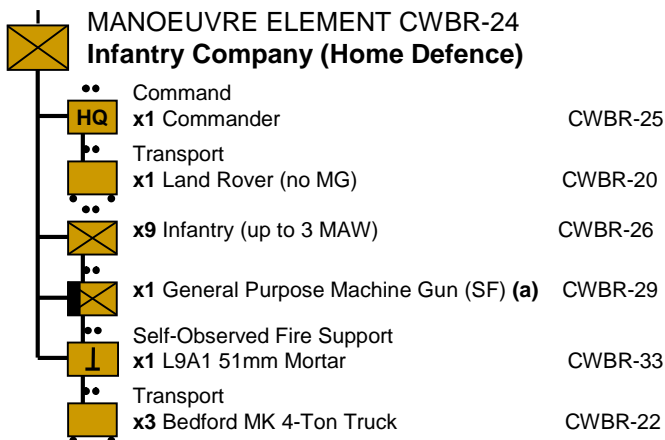 MANOEUVRE ELEMENT CWBR-24
Infantry Company (Home Defence)
Command
HQ x1 Commander CWBR-25
Transport
x1 Land Rover (no MG) CWBR-20
x9 Infantry (up to 3 MAW) CWBR-26
x1 General Purpose Machine Gun (SF) (a) CWBR-29
Self-Observed Fire Support
x1 L9A1 51mm Mortar CWBR-33
Transport
x3 Bedford MK 4-Ton Truck CWBR-22